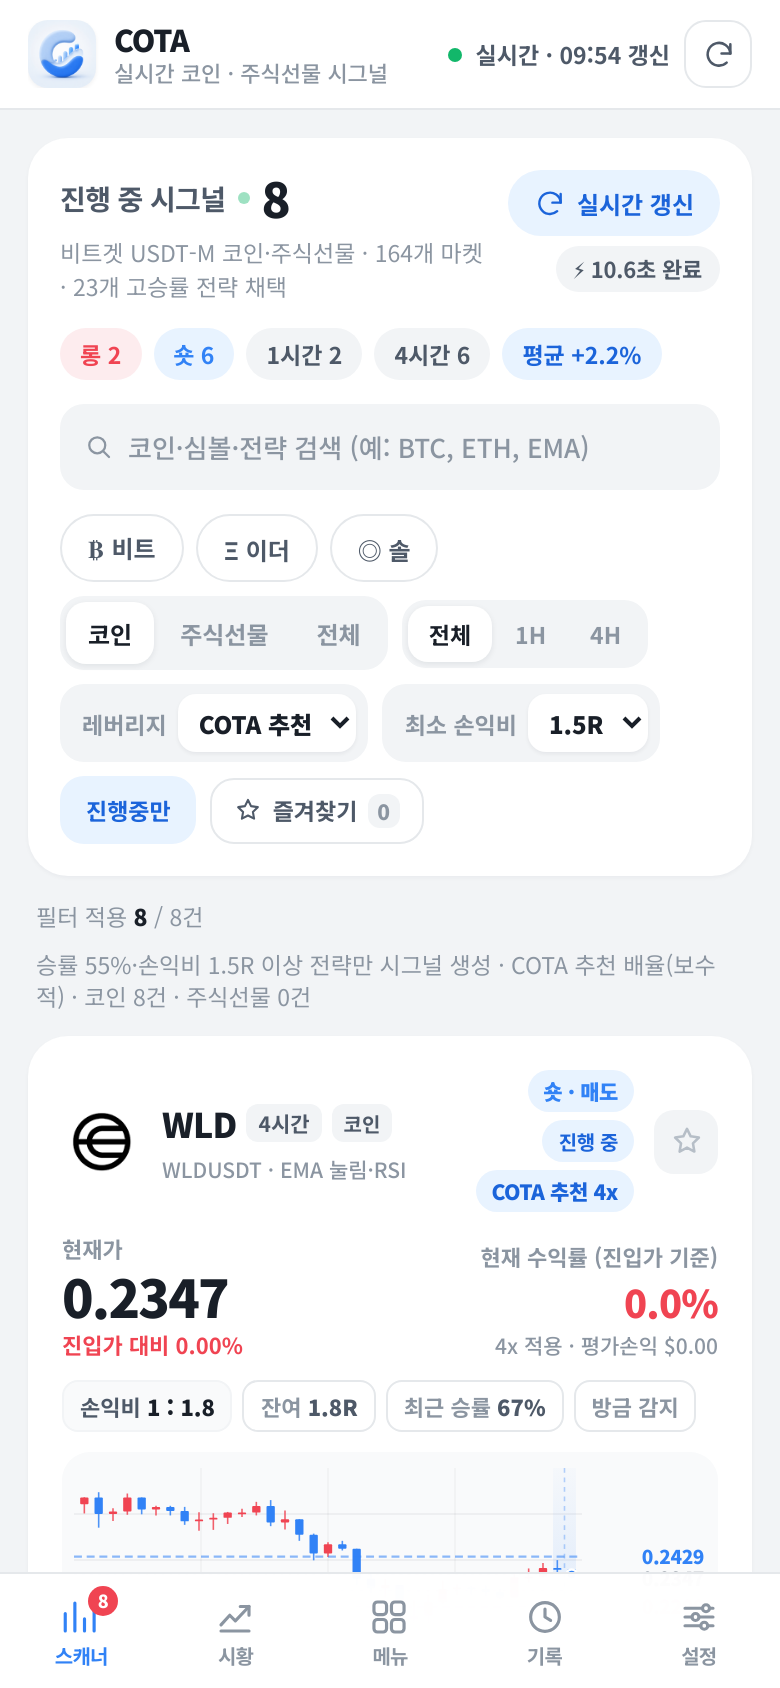 COTA
실시간 코인 · 주식선물 시그널
실시간 · 09:54 갱신
진행 중 시그널 8
실시간 갱신
비트겟 USDT-M 코인·주식선물 · 164개 마켓
· 23개 고승률 전략 채택
⚡ 10.6초 완료
롱 2 숏 6 1시간 2 4시간 6 평균 +2.2%
코인·심볼·전략 검색 (예: BTC, ETH, EMA)
₿ 비트 Ξ 이더 ◎ 솔
코인 주식선물 전체 전체 1H 4H
레버리지 COTA 추천 최소 손익비 1.5R
진행중만 즐겨찾기 0
필터 적용 8 / 8건
승률 55%·손익비 1.5R 이상 전략만 시그널 생성 · COTA 추천 배율(보수
적) · 코인 8건 · 주식선물 0건
WLD 4시간 코인
WLDUSDT · EMA 눌림·RSI
숏 · 매도
진행 중
COTA 추천 4x
현재가
0.2347
진입가 대비 0.00%
현재 수익률 (진입가 기준)
0.0%
4x 적용 · 평가손익 $0.00
손익비 1 : 1.8 잔여 1.8R 최근 승률 67% 방금 감지
0.2429
8
스캐너 시황 메뉴 기록 설정